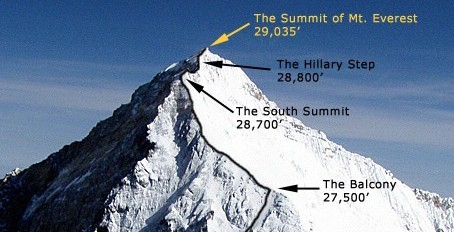 The Summit of Mt. Everest
29,035'
The Hillary Step
28,800'
The South Summit
28,700'
The Balcony
27,500'